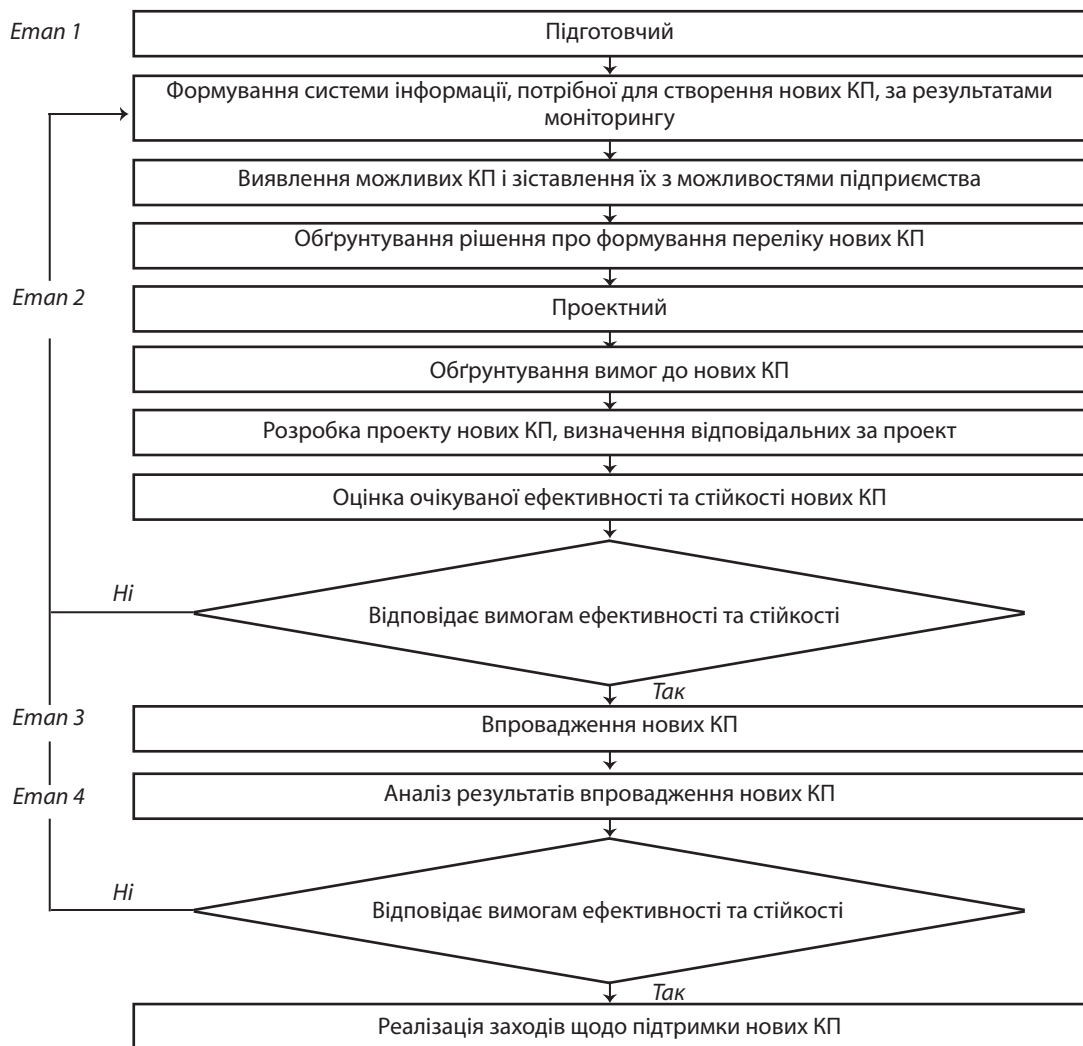 Етап 1
Підготовчий
Формування системи інформації, потрібної для створення нових КП, за результатами
моніторингу
Виявлення можливих КП і зіставлення їх з можливостями підприємства
Обґрунтування рішення про формування переліку нових КП
Етап 2
Проектний
Обґрунтування вимог до нових КП
Розробка проекту нових КП, визначення відповідальних за проект
Оцінка очікуваної ефективності та стійкості нових КП
Ні
Відповідає вимогам ефективності та стійкості
Так
Етап 3
Впровадження нових КП
Етап 4
Аналіз результатів впровадження нових КП
Ні
Відповідає вимогам ефективності та стійкості
Так
Реалізація заходів щодо підтримки нових КП